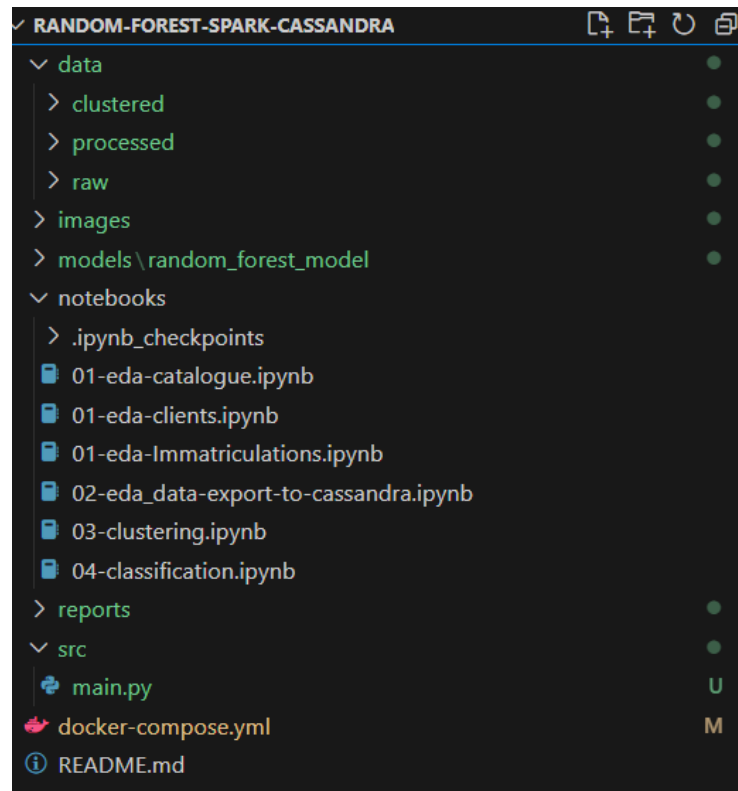 RANDOM-FOREST-SPARK-CASSANDRA
data
clustered
processed
raw
images
models\random_forest_model
notebooks
.ipynb_checkpoints
01-eda-catalogue.ipynb
01-eda-clients.ipynb
01-eda-Immatriculations.ipynb
02-eda_data-export-to-cassandra.ipynb
03-clustering.ipynb
04-classification.ipynb
reports
src
main.py U
docker-compose.yml M
README.md